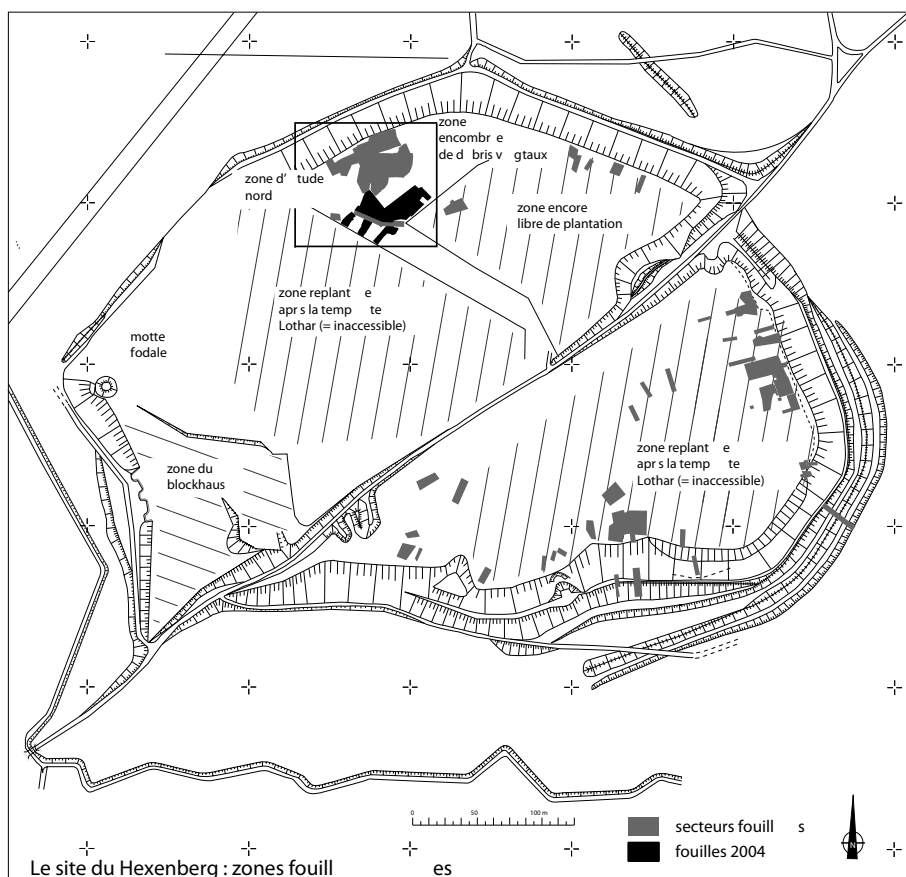 zone
encombr e
de d bris v gtaux
zone d' tude
nord
zone encore
libre de plantation
zone replant e
apr s la temp te
Lothar (= inaccessible)
motte
fodale
zone du
blockhaus
zone replant e
apr s la temp te
Lothar (= inaccessible)
0 50 100 m
secteurs fouill s
fouilles 2004
N
Le site du Hexenberg : zones fouill es